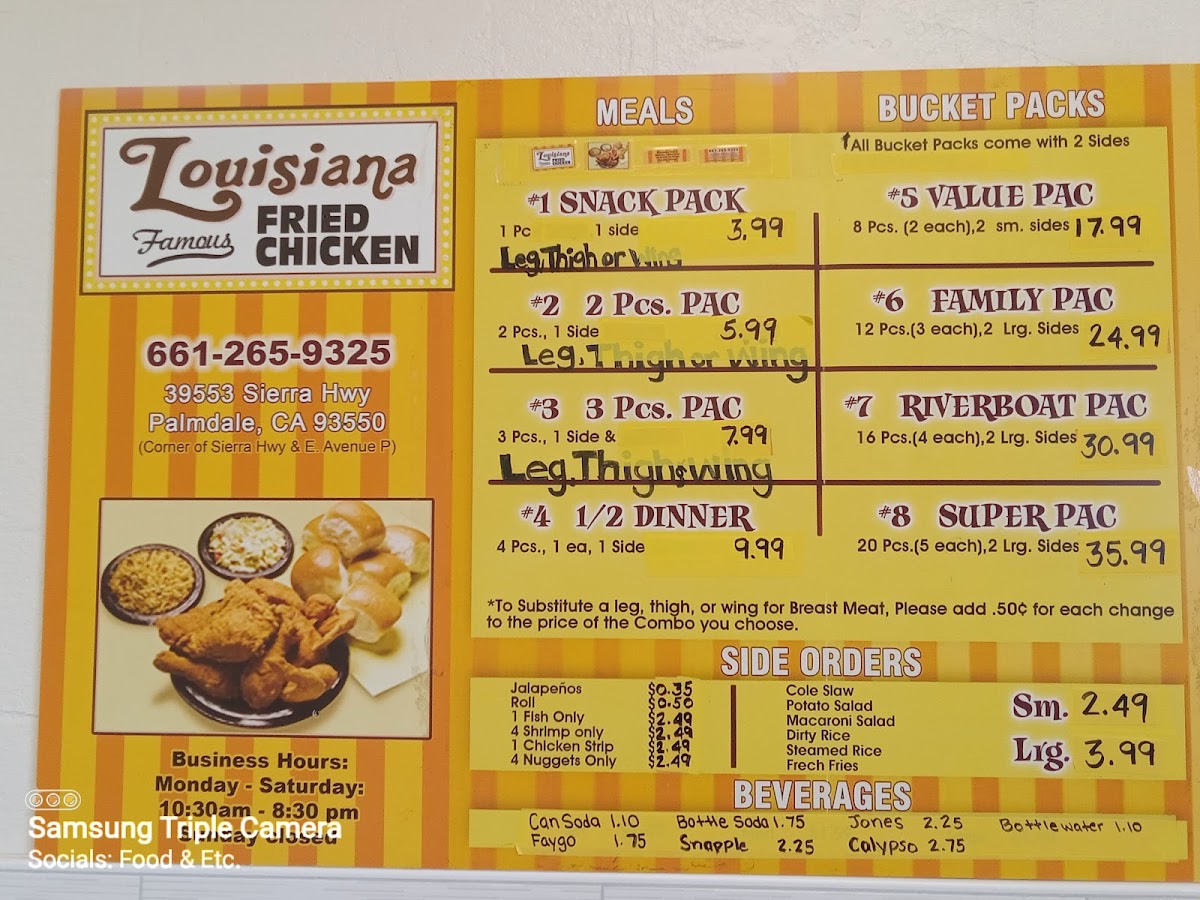 Louisiana
Famous FRIED
CHICKEN
661-265-9325
39553 Sierra Hwy
Palmdale, CA 93550
(Corner of Sierra Hwy & E. Avenue P)
Business Hours:
Monday - Saturday:
10:30am - 8:30 pm
closed
Samsung Triple Camera
Socials: Food & Etc.
MEALS
#1 SNACK PACK
1 Pc 1 side 3.99
Leg, Thigh or Wing
#2 2 Pcs. PAC
2 Pcs., 1 Side 5.99
Leg, Thigh or Wing
#3 3 Pcs. PAC
3 Pcs., 1 Side & 7.99
Leg, Thigh & Wing
#4 1/2 DINNER
4 Pcs., 1 ea, 1 Side 9.99
BUCKET PACKS
All Bucket Packs come with 2 Sides
#5 VALUE PAC
8 Pcs. (2 each),2 sm. sides 17.99
#6 FAMILY PAC
12 Pcs.(3 each),2 Lrg. Sides 24.99
#7 RIVERBOAT PAC
16 Pcs.(4 each),2 Lrg. Sides 30.99
#8 SUPER PAC
20 Pcs.(5 each),2 Lrg. Sides 35.99
*To Substitute a leg, thigh, or wing for Breast Meat, Please add .50¢ for each change
to the price of the Combo you choose.
SIDE ORDERS
Jalapeños $0.35
Roll $0.50
1 Fish Only $2.49
4 Shrimp only $2.49
1 Chicken Strip $2.49
4 Nuggets Only $2.49
Cole Slaw
Potato Salad
Macaroni Salad
Dirty Rice
Steamed Rice
Frech Fries
Sm. 2.49
Lrg. 3.99
BEVERAGES
Can Soda 1.10 Bottle Soda 1.75 Jones 2.25 Bottle water 1.10
Faygo 1.75 Snapple 2.25 Calypso 2.75